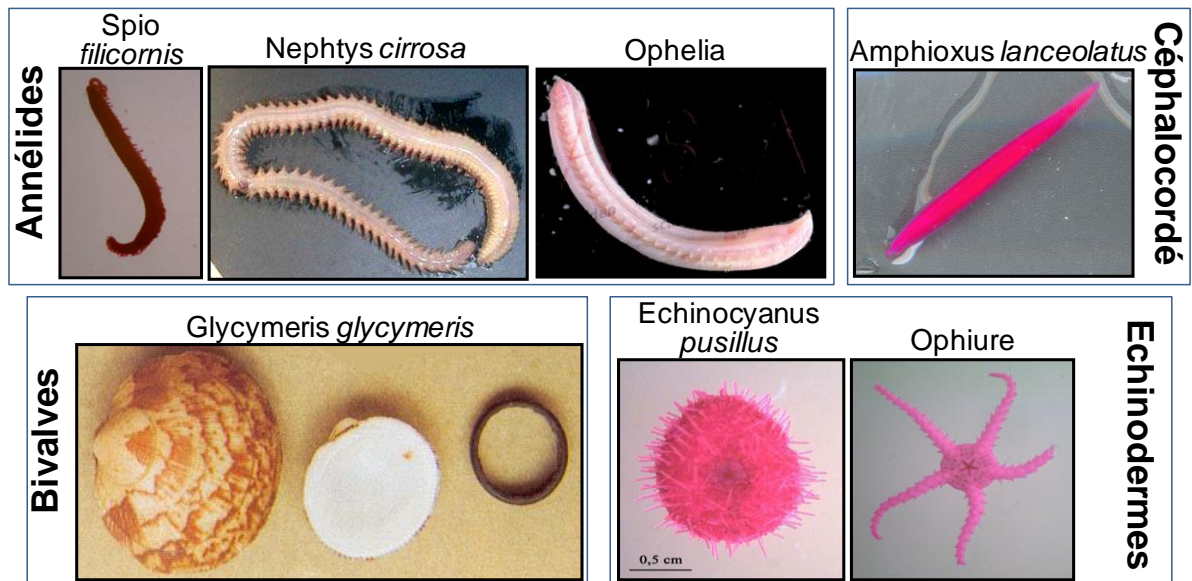 Annélides
Spio
filicornis
Nephtys cirrosa
Ophelia
Amphioxus lanceolatus
Céphalocordé
Bivalves
Glycymeris glycymeris
Echinocyanus
pusillus
0,5 cm
Ophiure
Echinodermes